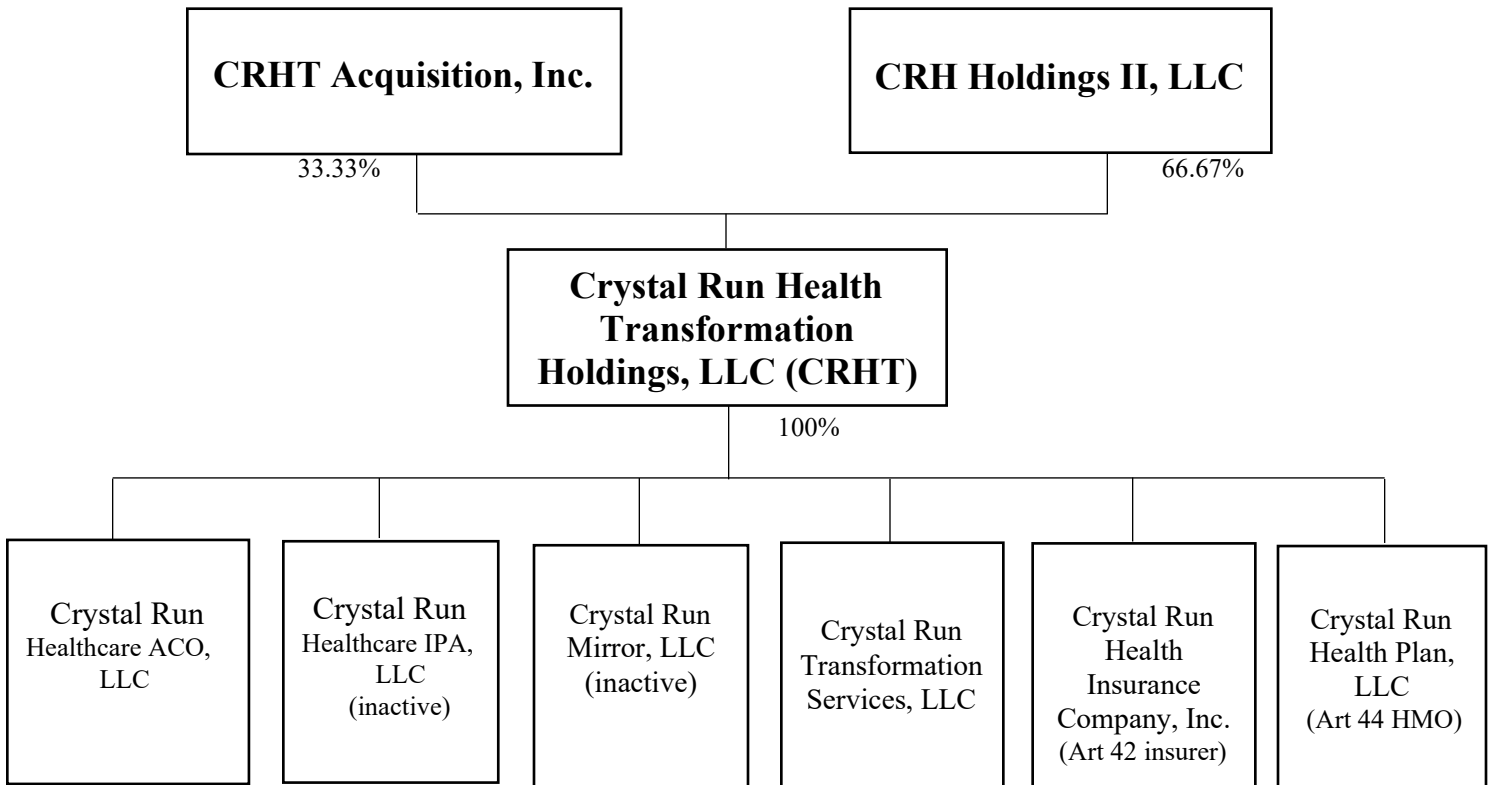 CRHT Acquisition, Inc.
CRH Holdings II, LLC
33.33%
66.67%
Crystal Run Health
Transformation
Holdings, LLC (CRHT)
100%
Crystal Run
Healthcare ACO,
LLC
Crystal Run
Healthcare IPA,
LLC
(inactive)
Crystal Run
Mirror, LLC
(inactive)
Crystal Run
Transformation
Services, LLC
Crystal Run
Health
Insurance
Company, Inc.
(Art 42 insurer)
Crystal Run
Health Plan,
LLC
(Art 44 HMO)